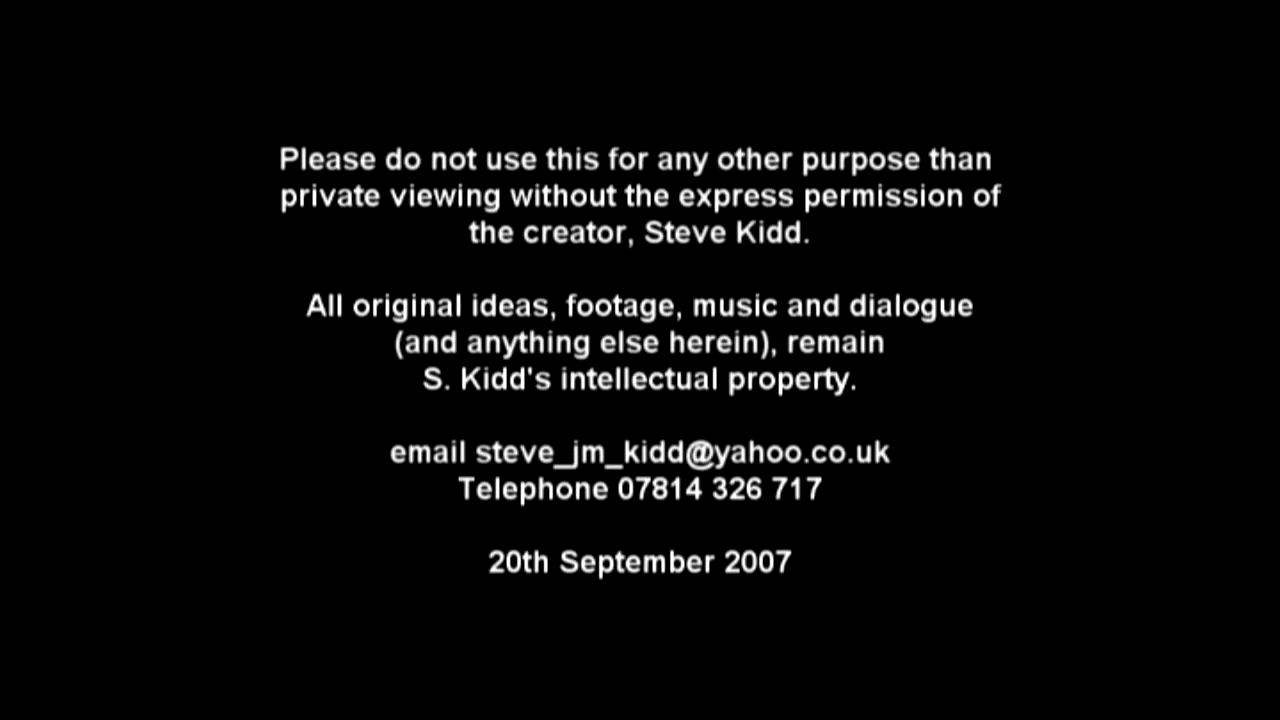 Please do not use this for any other purpose than
private viewing without the express permission of
the creator, Steve Kidd.
All original ideas, footage, music and dialogue
(and anything else herein), remain
S. Kidd's intellectual property.
email steve_jm_kidd@yahoo.co.uk
Telephone 07814 326 717
20th September 2007